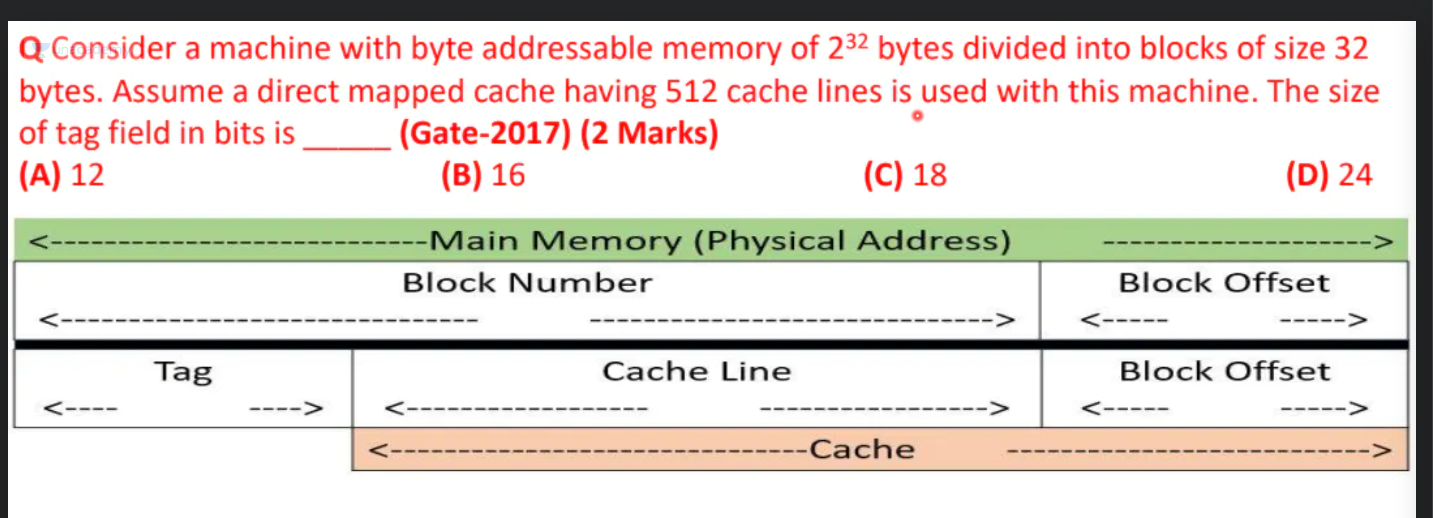 Q Consider a machine with byte addressable memory of 2³² bytes divided into blocks of size 32
bytes. Assume a direct mapped cache having 512 cache lines is used with this machine. The size
of tag field in bits is _____ (Gate-2017) (2 Marks)
(A) 12 (B) 16 (C) 18 (D) 24
<----------------------------Main Memory (Physical Address) -------------------->
Block Number Block Offset
<------------------------------- ------------------------------> <----- ----->
Tag Cache Line Block Offset
<---- ----> <------------------ -----------------> <----- ----->
<-------------------------------Cache --------------------------->